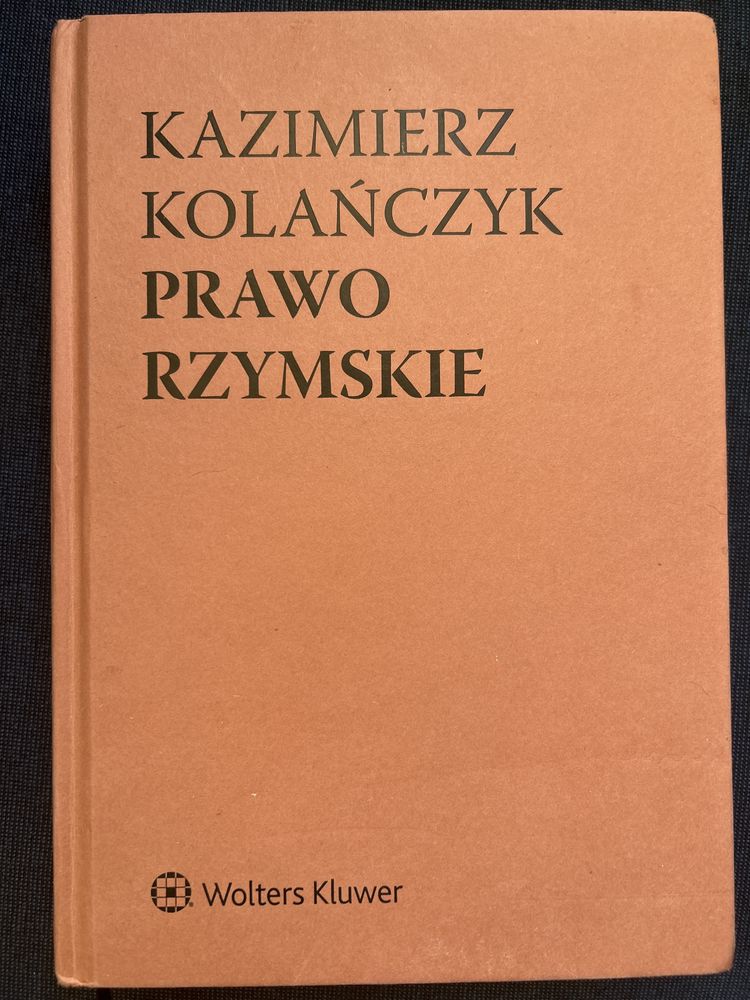 KAZIMIERZ
KOLAŃCZYK
PRAWO
RZYMSKIE
Wolters Kluwer